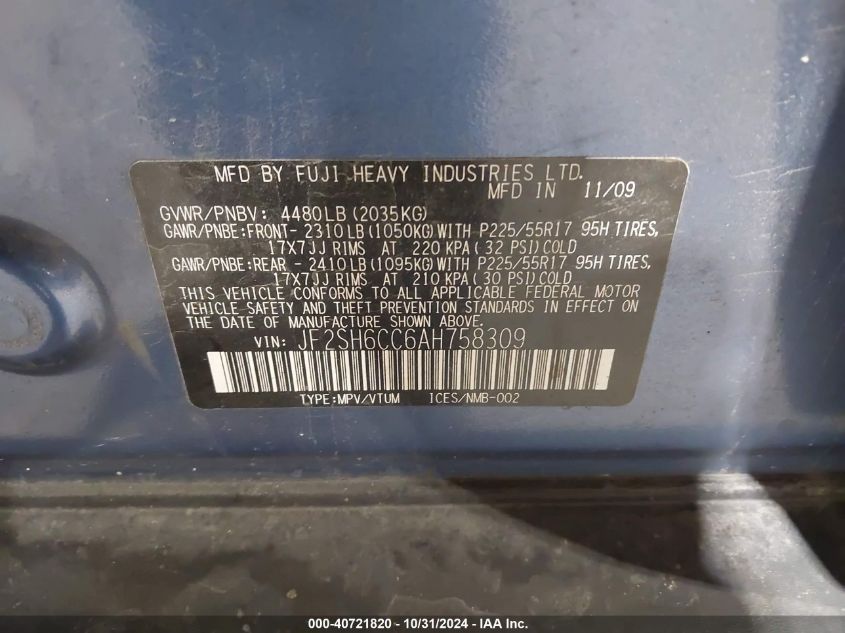 MFD BY FUJI HEAVY INDUSTRIES LTD.
MFD IN 11/09
GVWR/PNBV: 4480LB(2035KG)
GAWR/PNBE:FRONT- 2310LB(1050KG)WITH P225/55R17 95H TIRES,
17X7JJ RIMS AT 220 KPA(32 PSI)COLD
GAWR/PNBE:REAR - 2410LB(1095KG)WITH P225/55R17 95H TIRES,
17X7JJ RIMS AT 210 KPA(30 PSI)COLD
THIS VEHICLE CONFORMS TO ALL APPLICABLE FEDERAL MOTOR
VEHICLE SAFETY AND THEFT PREVENTION STANDARDS IN EFFECT ON
THE DATE OF MANUFACTURE SHOWN ABOVE.
VIN: JF2SH6CC6AH758309
TYPE:MPV/VTUM ICES/NMB-002
000-40721820 - 10/31/2024 - IAA Inc.